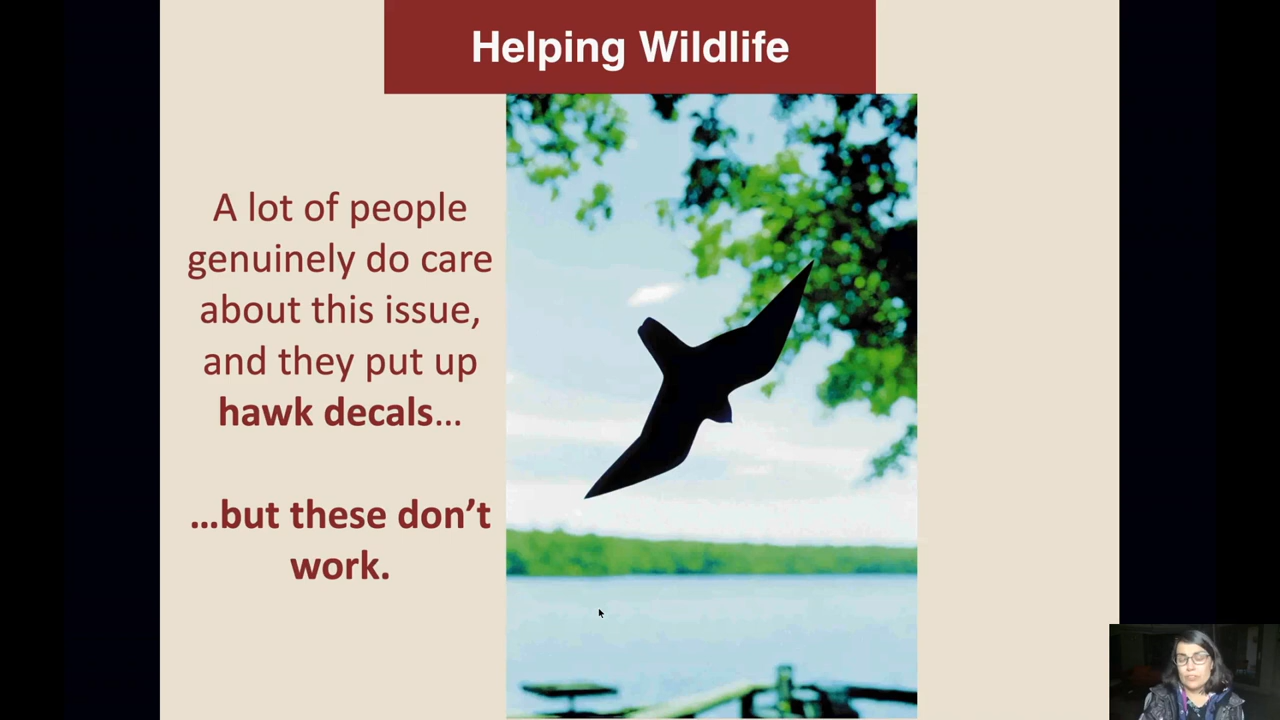 Helping Wildlife
A lot of people
genuinely do care
about this issue,
and they put up
hawk decals…
…but these don’t
work.